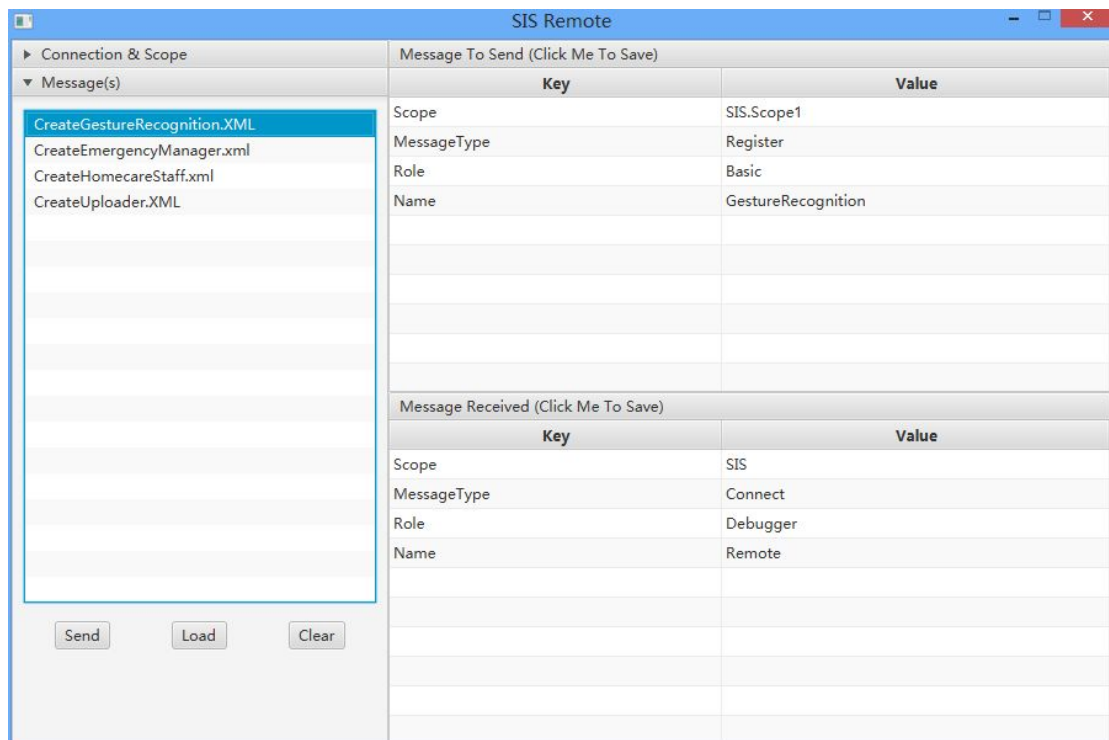 SIS Remote
Connection & Scope
Message(s)
CreateGestureRecognition.XML
CreateEmergencyManager.xml
CreateHomecareStaff.xml
CreateUploader.XML
Send Load Clear
Message To Send (Click Me To Save)
Key Value
Scope SIS.Scope1
MessageType Register
Role Basic
Name GestureRecognition
Message Received (Click Me To Save)
Key Value
Scope SIS
MessageType Connect
Role Debugger
Name Remote